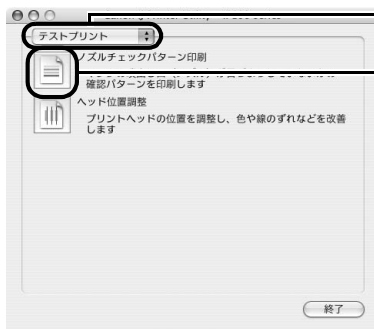 テストプリント
ノズルチェックパターン印刷
確認パターンを印刷します
ヘッド位置調整
プリントヘッドの位置を調整し、色や線のずれなどを改善
します
終了